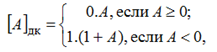 [A]дк = { 0.A, если A ≥ 0;
1.(1 + A), если A < 0,